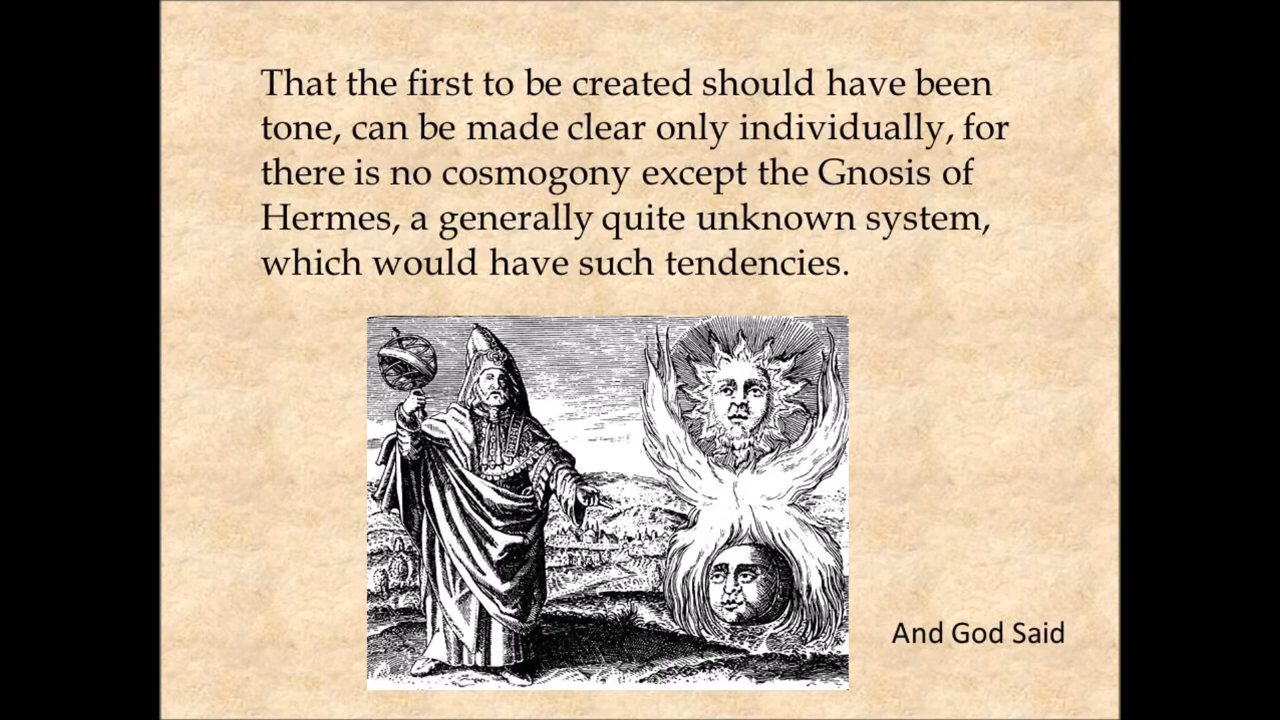 That the first to be created should have been
tone, can be made clear only individually, for
there is no cosmogony except the Gnosis of
Hermes, a generally quite unknown system,
which would have such tendencies.
And God Said